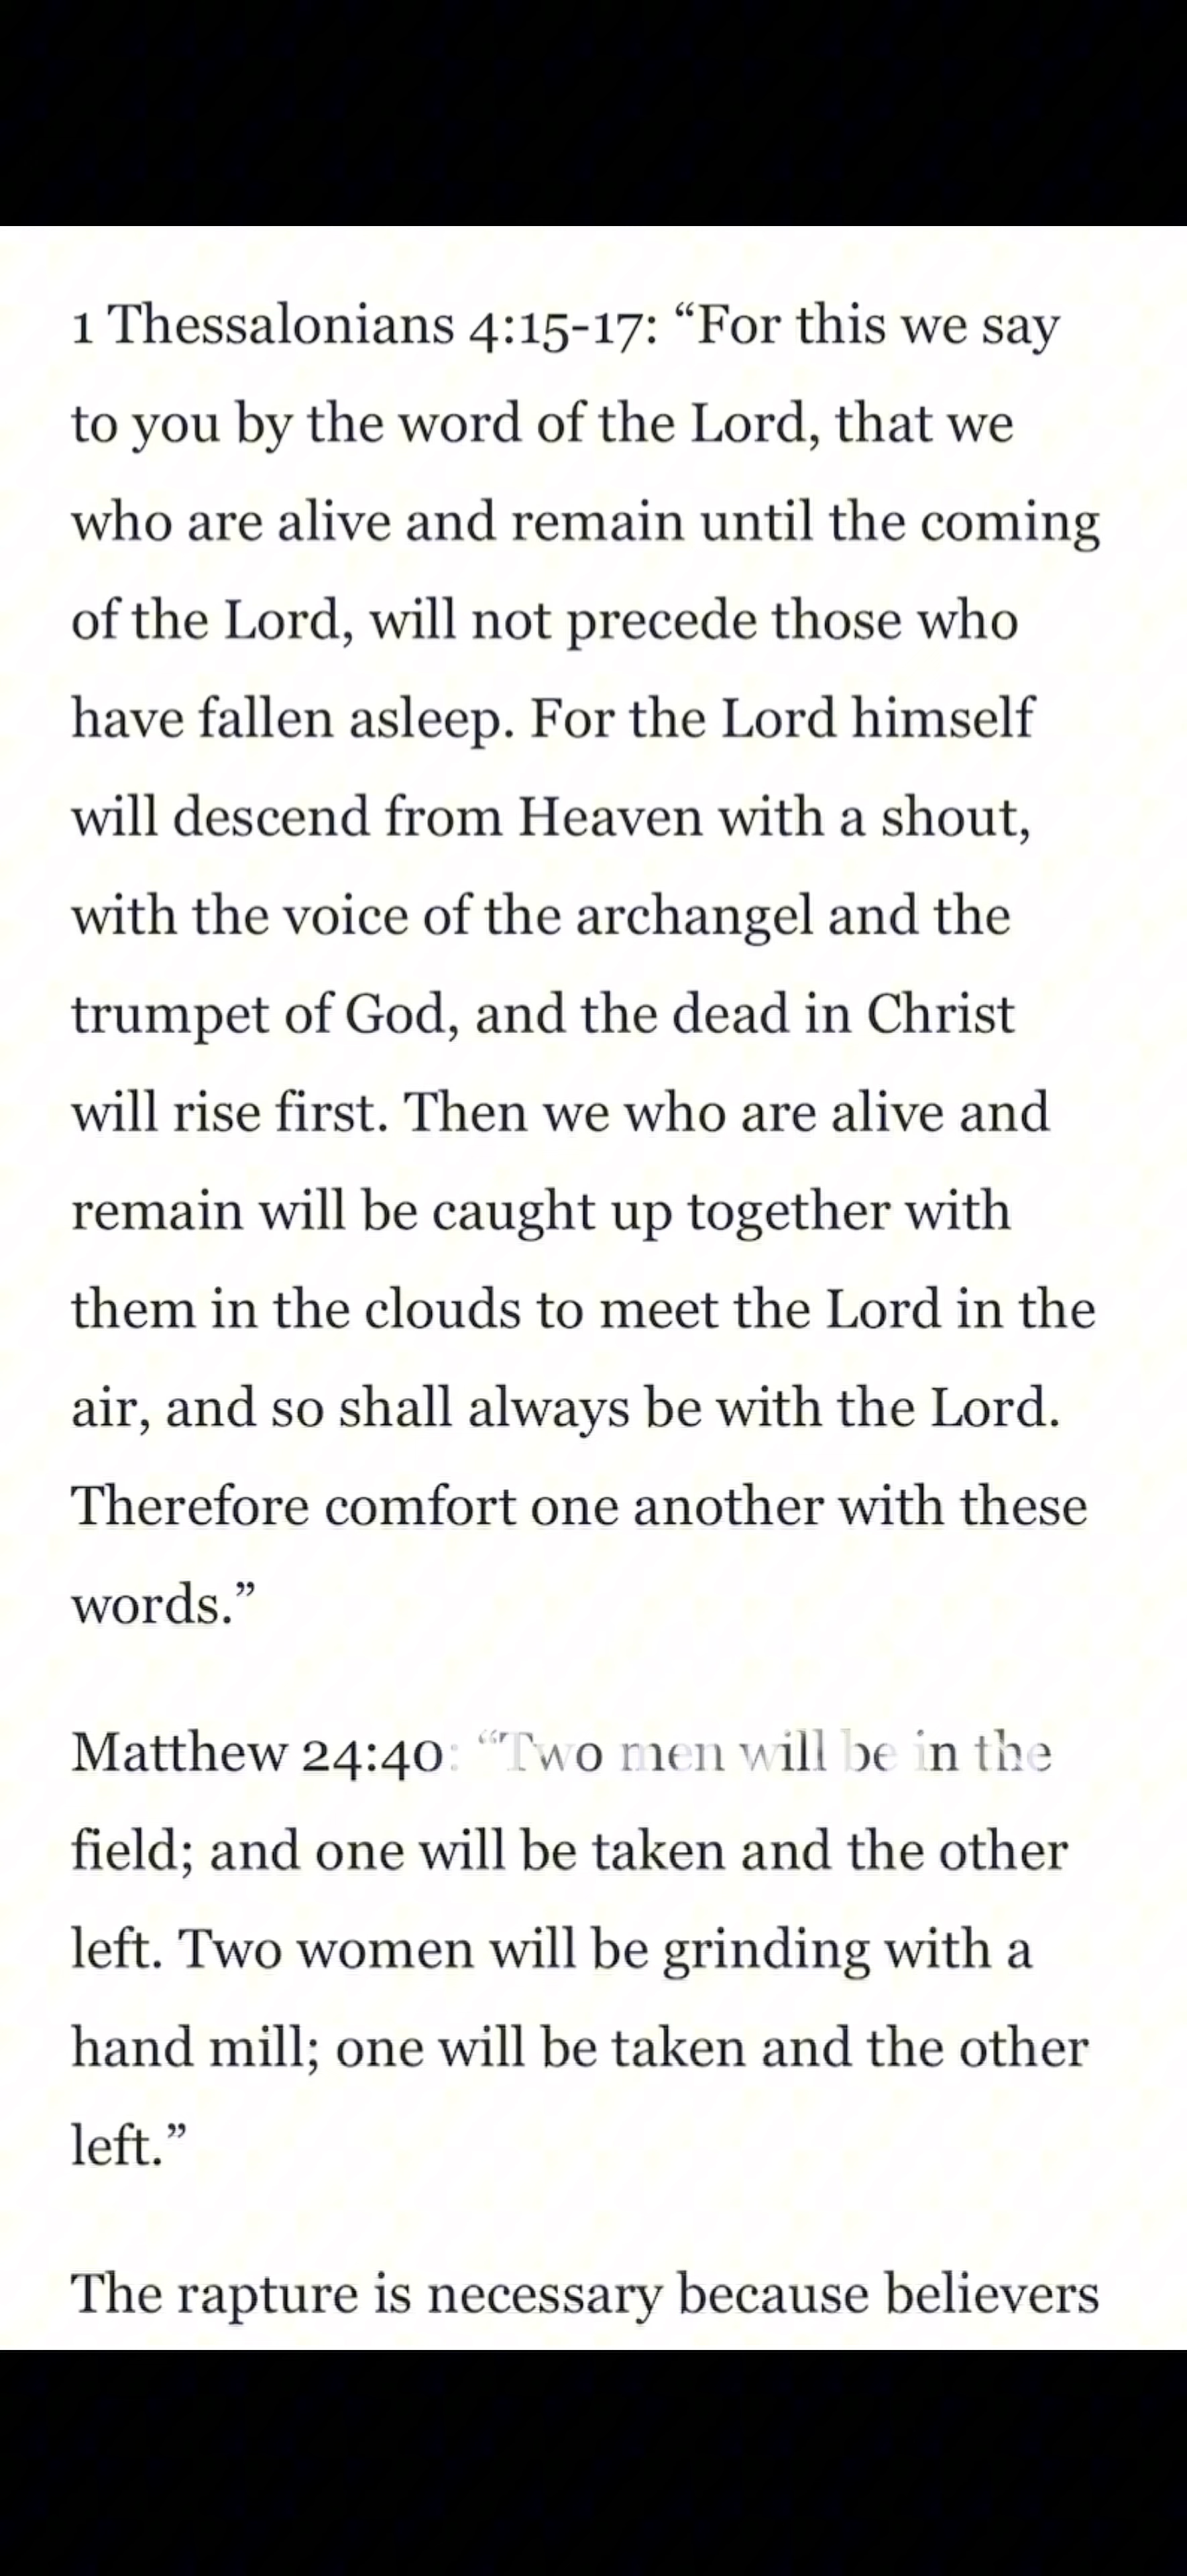 1 Thessalonians 4:15-17: “For this we say
to you by the word of the Lord, that we
who are alive and remain until the coming
of the Lord, will not precede those who
have fallen asleep. For the Lord himself
will descend from Heaven with a shout,
with the voice of the archangel and the
trumpet of God, and the dead in Christ
will rise first. Then we who are alive and
remain will be caught up together with
them in the clouds to meet the Lord in the
air, and so shall always be with the Lord.
Therefore comfort one another with these
words.”
Matthew 24:40: “Two men will be in the
field; and one will be taken and the other
left. Two women will be grinding with a
hand mill; one will be taken and the other
left.”
The rapture is necessary because believers